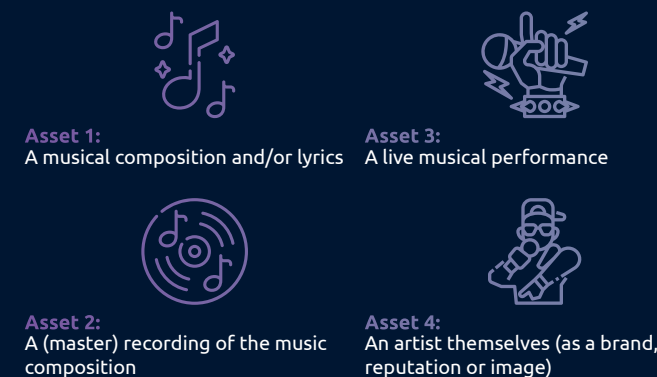 Asset 1:
A musical composition and/or lyrics
Asset 2:
A (master) recording of the music
composition
Asset 3:
A live musical performance
Asset 4:
An artist themselves (as a brand,
reputation or image)